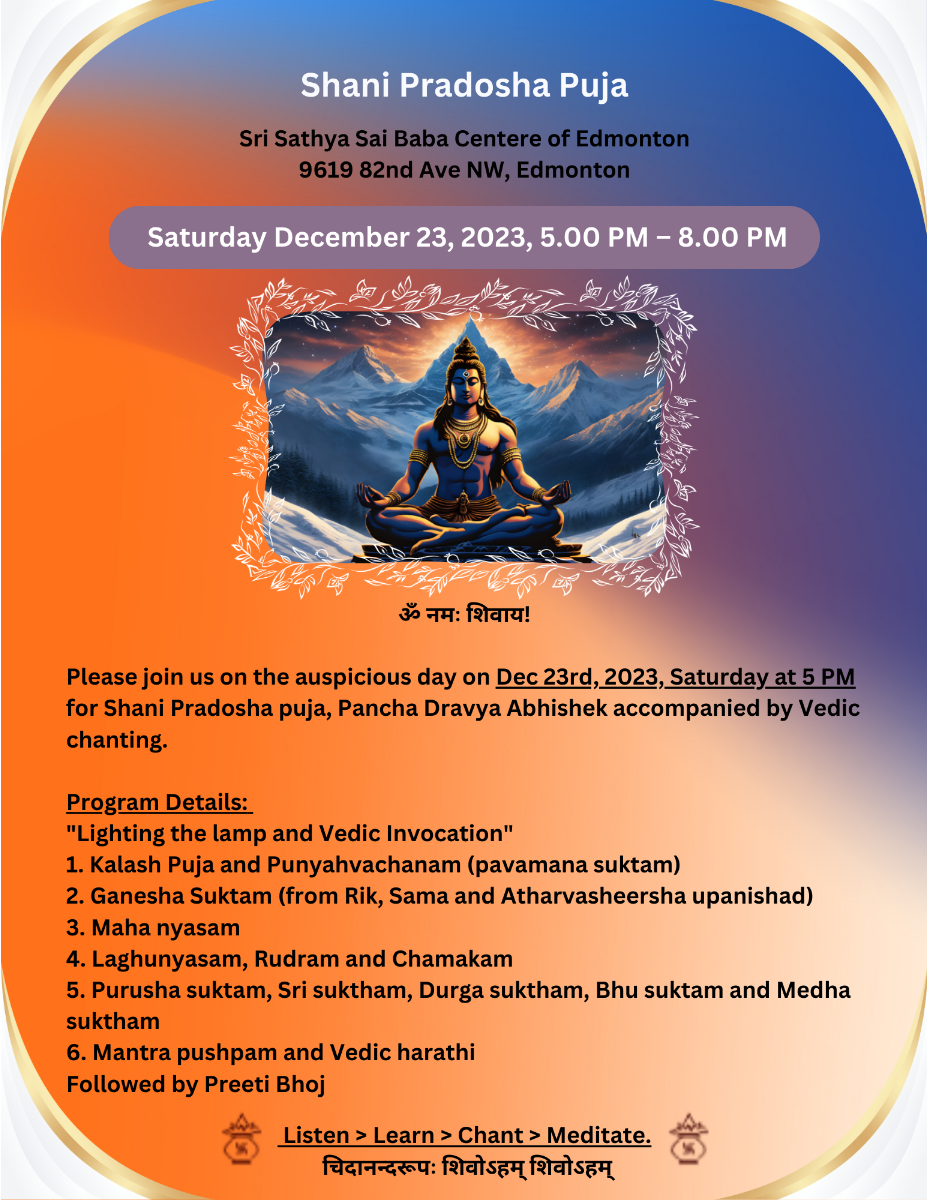 Shani Pradosha Puja
Sri Sathya Sai Baba Centere of Edmonton
9619 82nd Ave NW, Edmonton
Saturday December 23, 2023, 5.00 PM – 8.00 PM
ॐ नमः शिवाय!
Please join us on the auspicious day on Dec 23rd, 2023, Saturday at 5 PM
for Shani Pradosha puja, Pancha Dravya Abhishek accompanied by Vedic
chanting.
Program Details:
"Lighting the lamp and Vedic Invocation"
1. Kalash Puja and Punyahvachanam (pavamana suktam)
2. Ganesha Suktam (from Rik, Sama and Atharvasheersha upanishad)
3. Maha nyasam
4. Laghunyasam, Rudram and Chamakam
5. Purusha suktam, Sri suktham, Durga suktham, Bhu suktam and Medha
suktham
6. Mantra pushpam and Vedic harathi
Followed by Preeti Bhoj
Listen > Learn > Chant > Meditate.
चिदानन्दरूपः शिवोऽहम् शिवोऽहम्